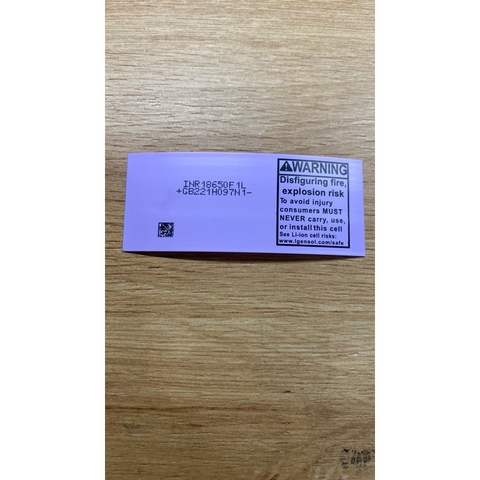 INR18650F1L
+GB221H097N1-
WARNING
Disfiguring fire,
explosion risk
To avoid injury
consumers MUST
NEVER carry, use,
or install this cell
See Li-ion cell risks:
www.lgensol.com/safe